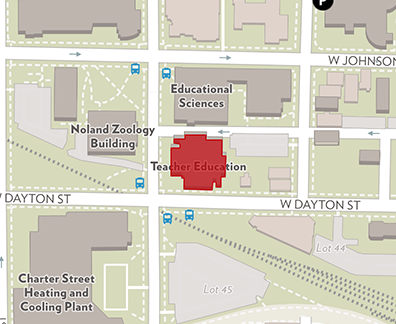 P
W JOHNSON
Educational
Sciences
Noland Zoology
Building
Teacher Education
W DAYTON ST
W DAYTON ST
Lot 44
Charter Street
Heating and
Cooling Plant
Lot 45